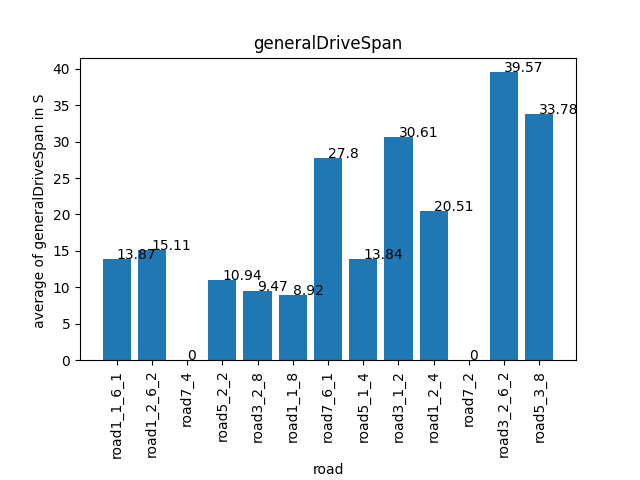 generalDriveSpan
average of generalDriveSpan in S
40
35
30
25
20
15
10
5
0
13.87
15.11
0
10.94
9.47
8.92
27.8
13.84
30.61
20.51
0
39.57
33.78
road1_1_6_1
road1_2_6_2
road7_4
road5_2_2
road3_2_8
road1_1_8
road7_6_1
road5_1_4
road3_1_2
road1_2_4
road7_2
road3_2_6_2
road5_3_8
road